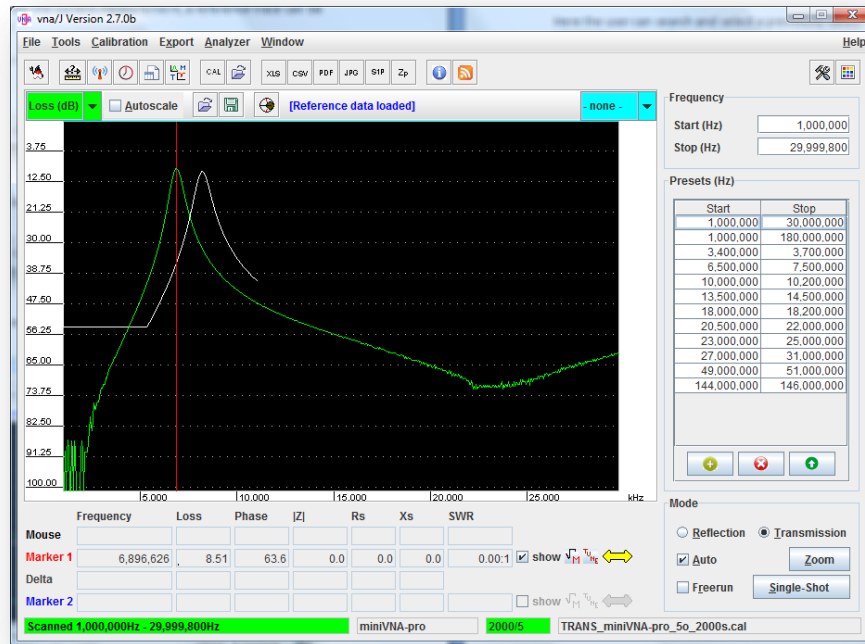 vna/J Version 2.7.0b
Here the user can search and select a
File Tools Calibration Export Analyzer Window Help
CAL XLS CSV PDF JPG S1P Zp
Loss (dB) Autoscale [Reference data loaded] - none -
Frequency
Start (Hz) 1,000,000
Stop (Hz) 29,999,800
Presets (Hz)
Start Stop
1,000,000 30,000,000
1,000,000 180,000,000
3,400,000 3,700,000
6,500,000 7,500,000
10,000,000 10,200,000
13,500,000 14,500,000
18,000,000 18,200,000
20,500,000 22,000,000
23,000,000 25,000,000
27,000,000 31,000,000
49,000,000 51,000,000
144,000,000 146,000,000
3.75
12.50
21.25
30.00
38.75
47.50
56.25
65.00
73.75
82.50
91.25
100.00
5.000 10.000 15.000 20.000 25.000 kHz
Frequency Loss Phase |Z| Rs Xs SWR
Mouse
Marker 1 6,896,626 8.51 63.6 0.0 0.0 0.0 0.00:1 show
Delta
Marker 2 show
Mode
Reflection Transmission
Auto Zoom
Freerun Single-Shot
Scanned 1,000,000Hz - 29,999,800Hz miniVNA-pro 2000/5 TRANS_miniVNA-pro_5o_2000s.cal